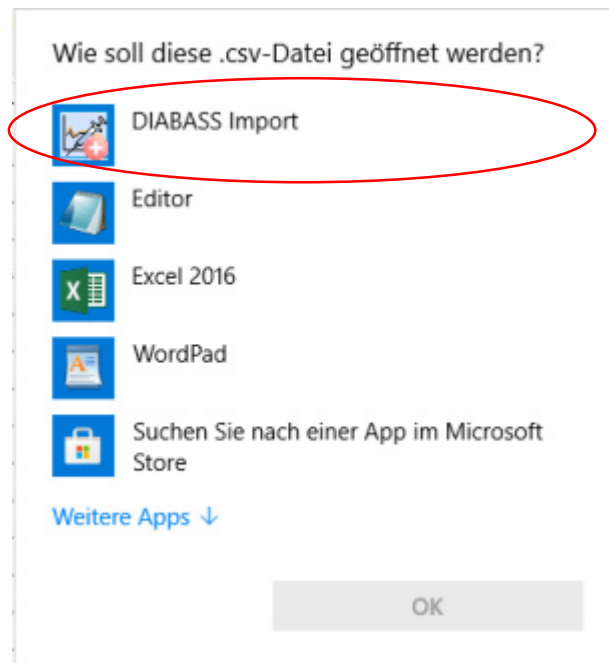 Wie soll diese .csv-Datei geöffnet werden?
DIABASS Import
Editor
Excel 2016
WordPad
Suchen Sie nach einer App im Microsoft
Store
Weitere Apps ↓
OK